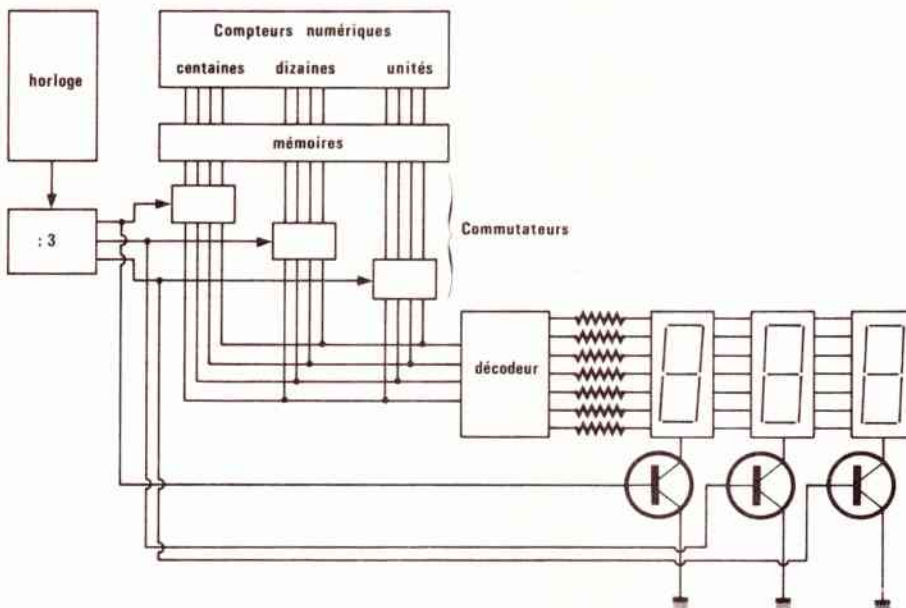 Compteurs numériques
centaines dizaines unités
horloge
mémoires
: 3
Commutateurs
décodeur